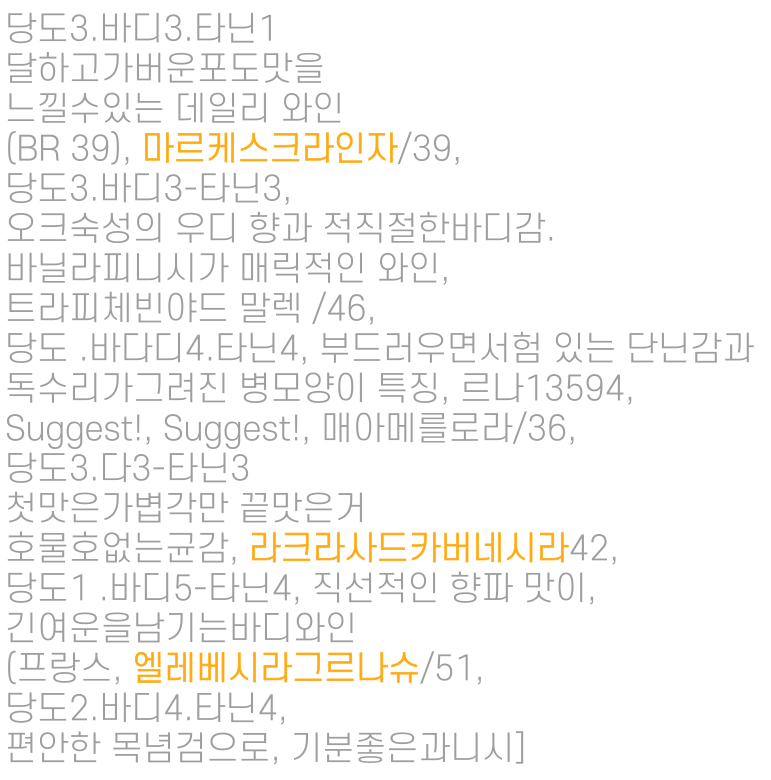 당도3.바디3.타닌1
달하고가버운포도맛을
느낄수있는 데일리 와인
(BR 39), 마르케스크라인자/39,
당도3.바디3-타닌3,
오크숙성의 우디 향과 적직절한바디감.
바닐라피니시가 매릭적인 와인,
트라피체빈야드 말렉 /46,
당도 .바다디4.타닌4, 부드러우면서험 있는 단닌감과
독수리가그려진 병모양이 특징, 르나13594,
Suggest!, Suggest!, 매아메를로라/36,
당도3.다3-타닌3
첫맛은가볍각만 끝맛은거
호물호없는균감, 라크라사드카버네시라42,
당도1 .바디5-타닌4, 직선적인 향파 맛이,
긴여운을남기는바디와인
(프랑스, 엘레베시라그르나슈/51,
당도2.바디4.타닌4,
편안한 목념검으로, 기분좋은과니시]